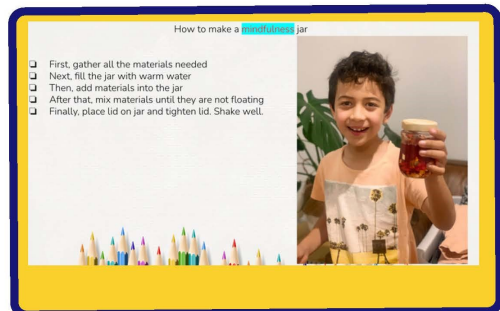 How to make a mindfulness jar
First, gather all the materials needed
Next, fill the jar with warm water
Then, add materials into the jar
After that, mix materials until they are not floating
Finally, place lid on jar and tighten lid. Shake well.